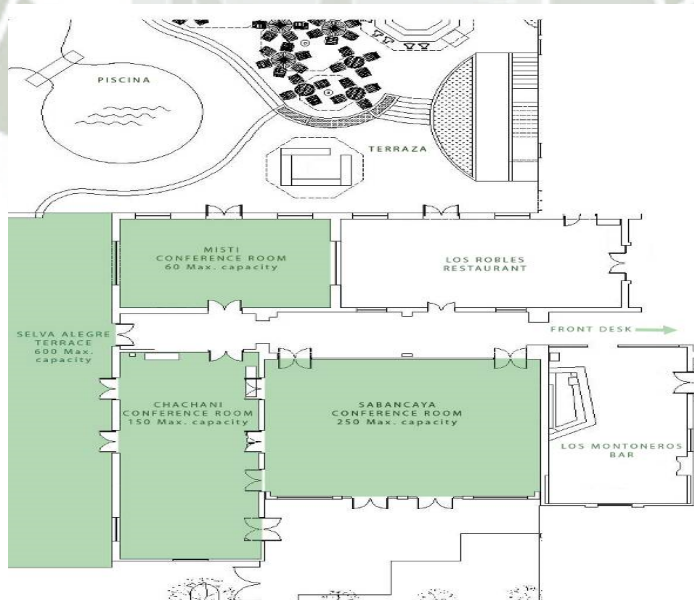 PISCINA
TERRAZA
MISTI
CONFERENCE ROOM
60 Max. capacity
LOS ROBLES
RESTAURANT
SELVA ALEGRE
TERRACE
600 Max.
capacity
FRONT DESK
CHACHANI
CONFERENCE ROOM
150 Max. capacity
SABANCAYA
CONFERENCE ROOM
250 Max. capacity
LOS MONTONEROS
BAR